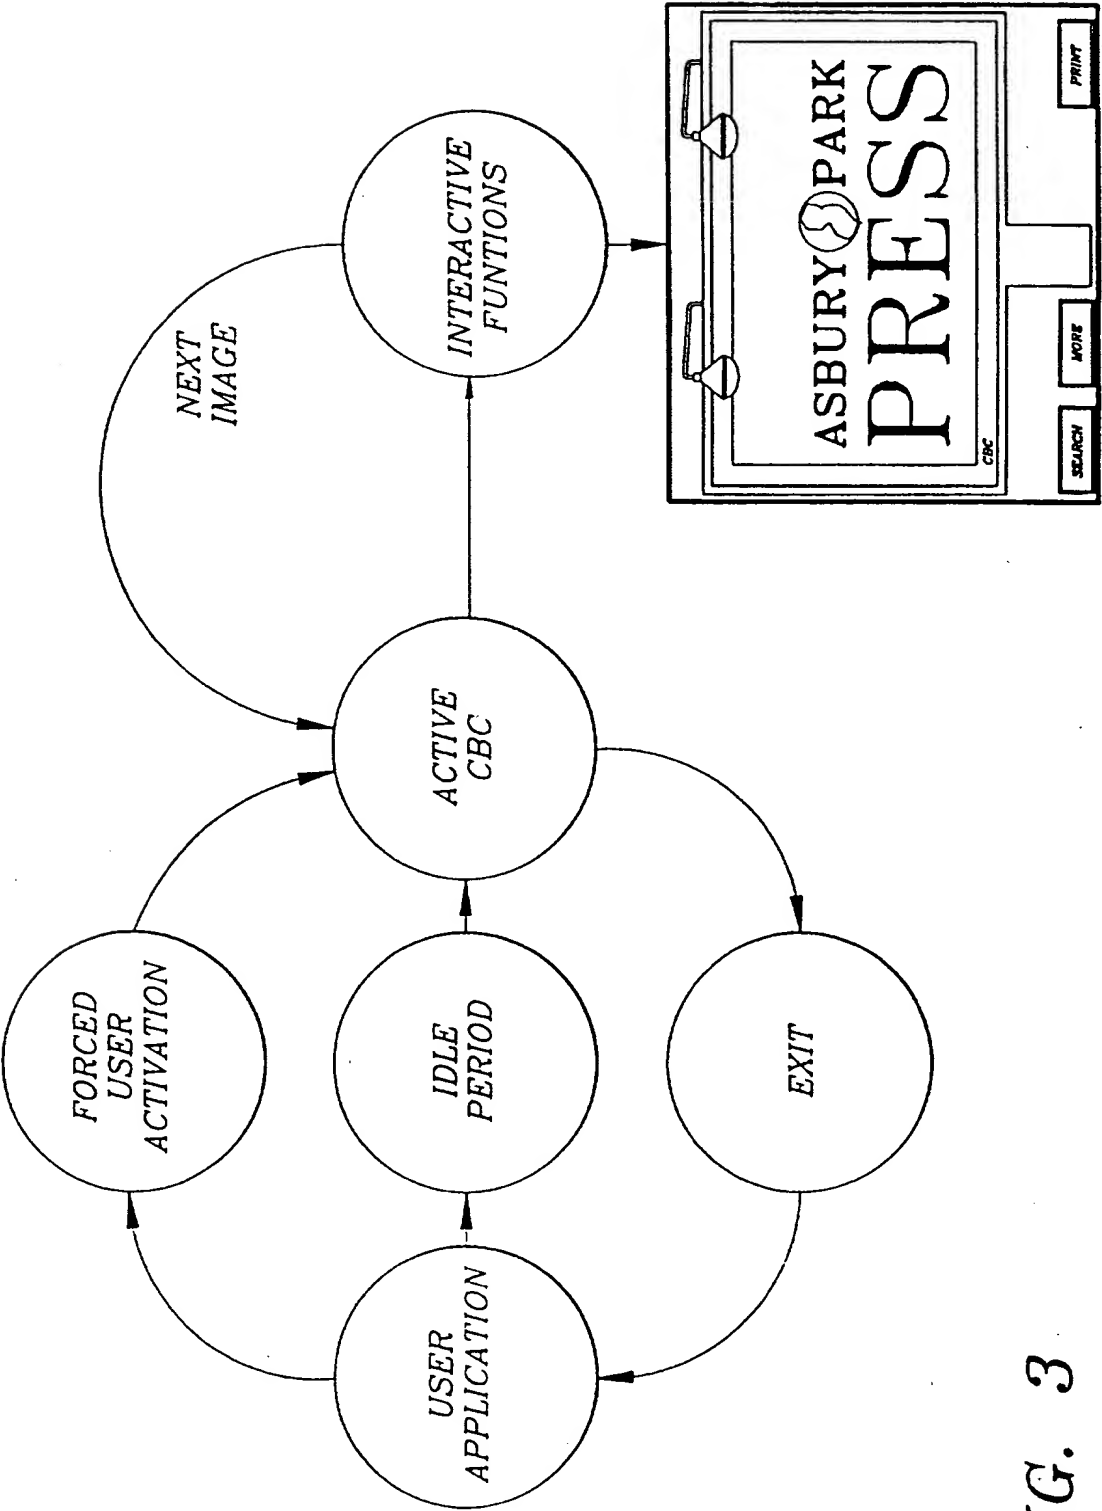 FORCED
USER
ACTIVATION
NEXT
IMAGE
USER
APPLICATION
IDLE
PERIOD
ACTIVE
CBC
INTERACTIVE
FUNTIONS
EXIT
ASBURY PARK
PRESS
CBC
SEARCH
MORE
PRINT
G. 3